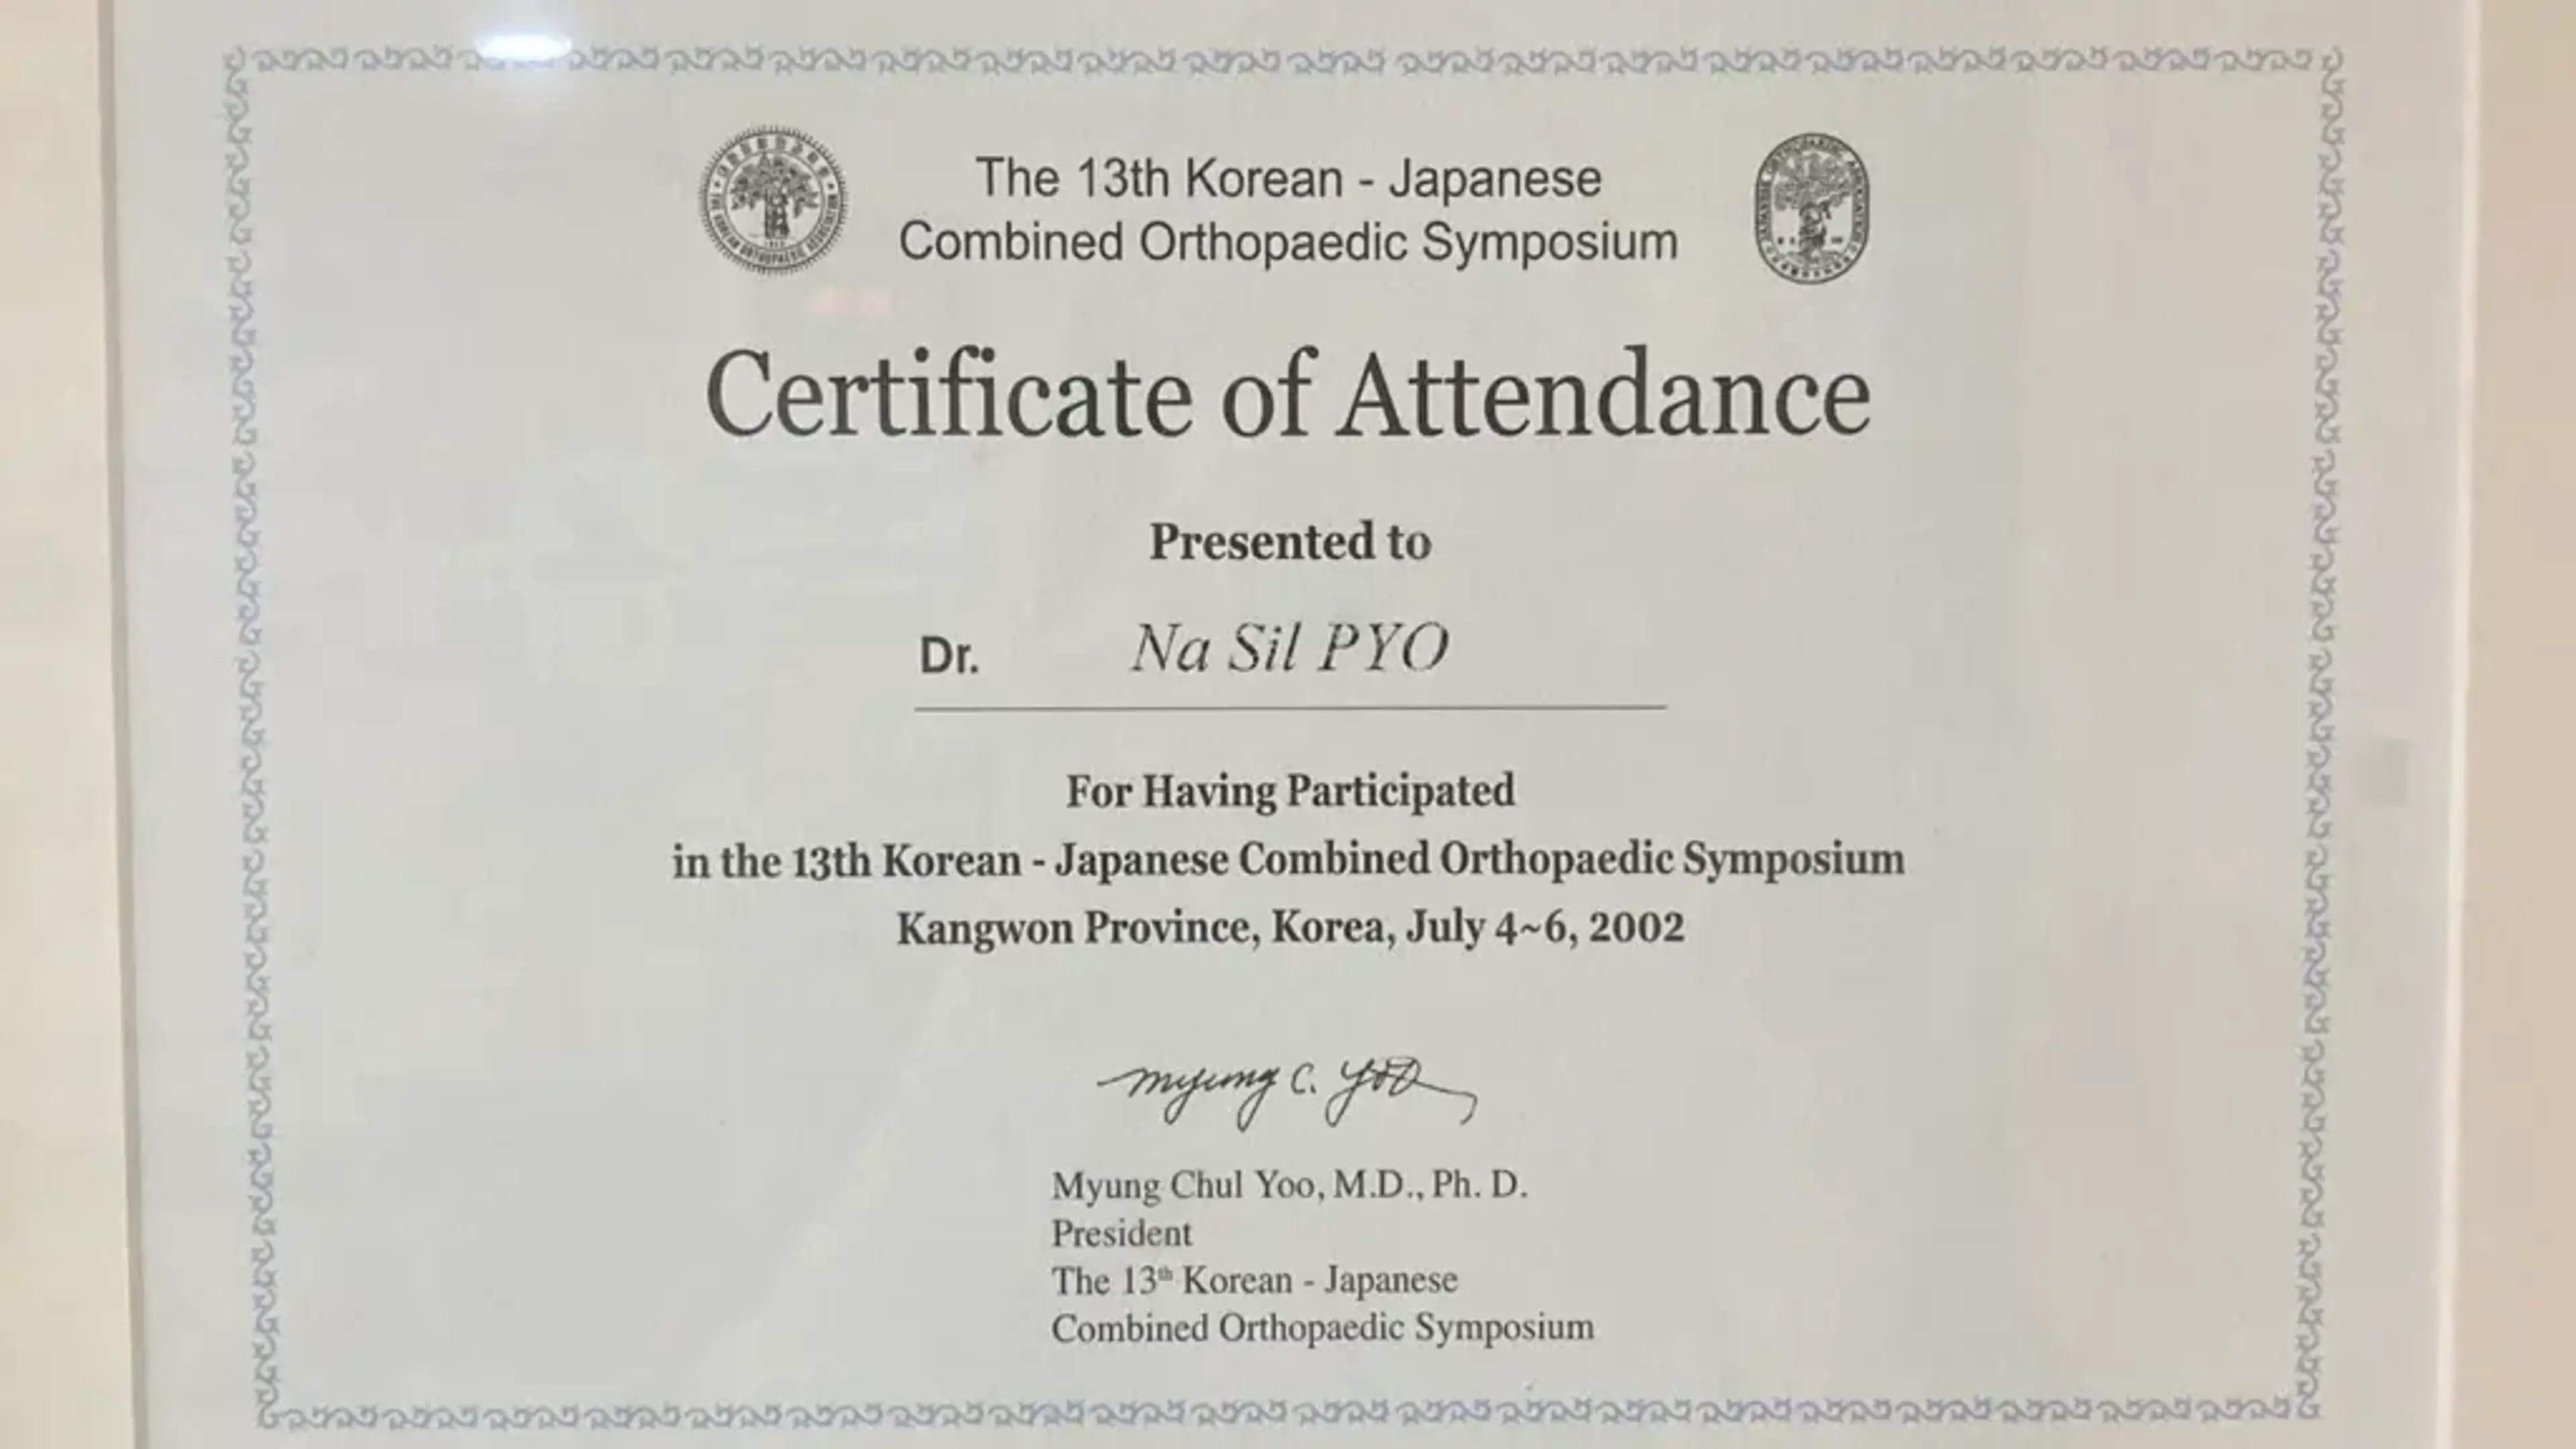 The 13th Korean - Japanese
Combined Orthopaedic Symposium
Certificate of Attendance
Presented to
Dr. Na Sil PYO
For Having Participated
in the 13th Korean - Japanese Combined Orthopaedic Symposium
Kangwon Province, Korea, July 4~6, 2002
Myung C. Yoo
Myung Chul Yoo, M.D., Ph. D.
President
The 13th Korean - Japanese
Combined Orthopaedic Symposium